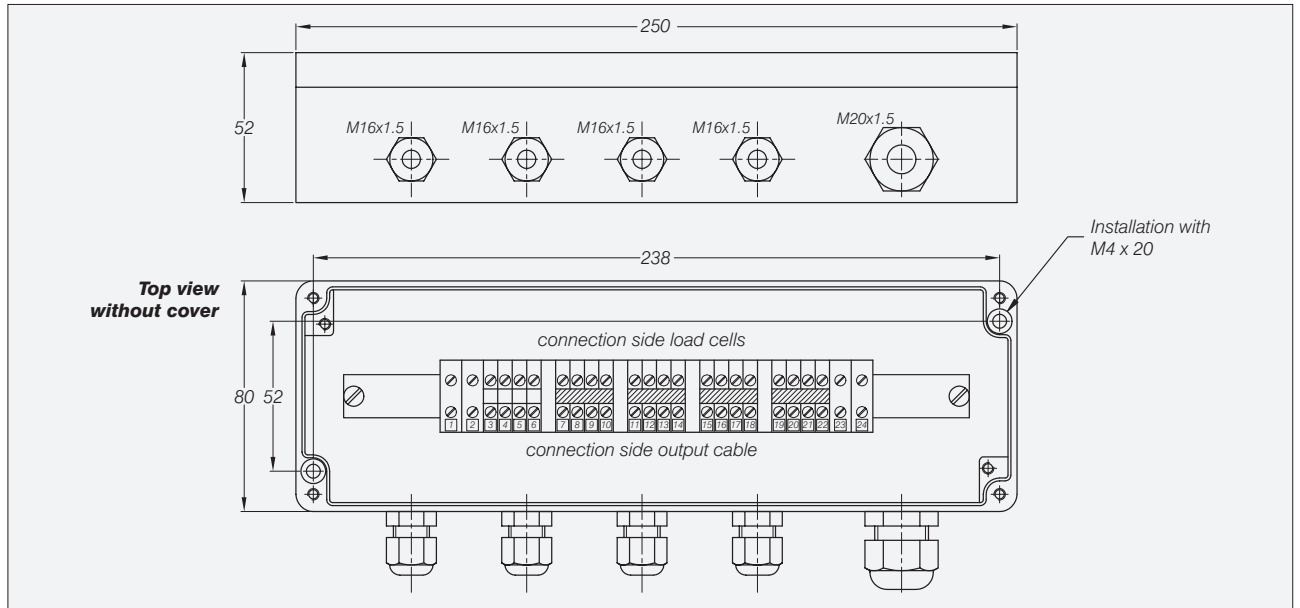 250
52
M16x1.5 M16x1.5 M16x1.5 M16x1.5 M20x1.5
Installation with
M4 x 20
238
Top view
without cover
connection side load cells
80 52
1 2 3 4 5 6 7 8 9 10 11 12 13 14 15 16 17 18 19 20 21 22 23 24
connection side output cable